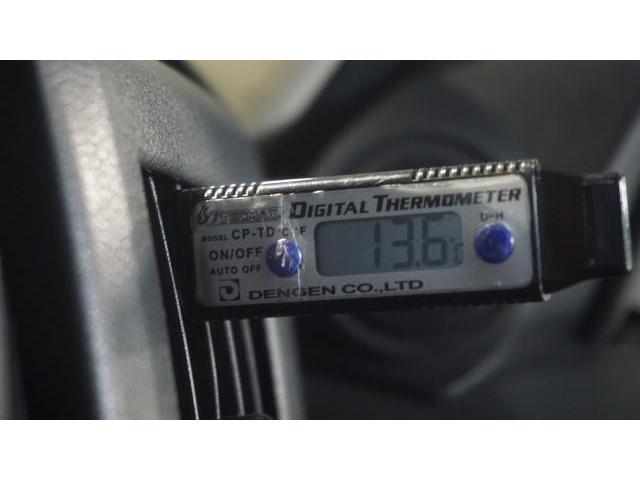 DIGITAL THERMOMETER
MODEL CP-TD
ON/OFF
AUTO OFF
13.6℃
D-H
DENGEN CO.,LTD